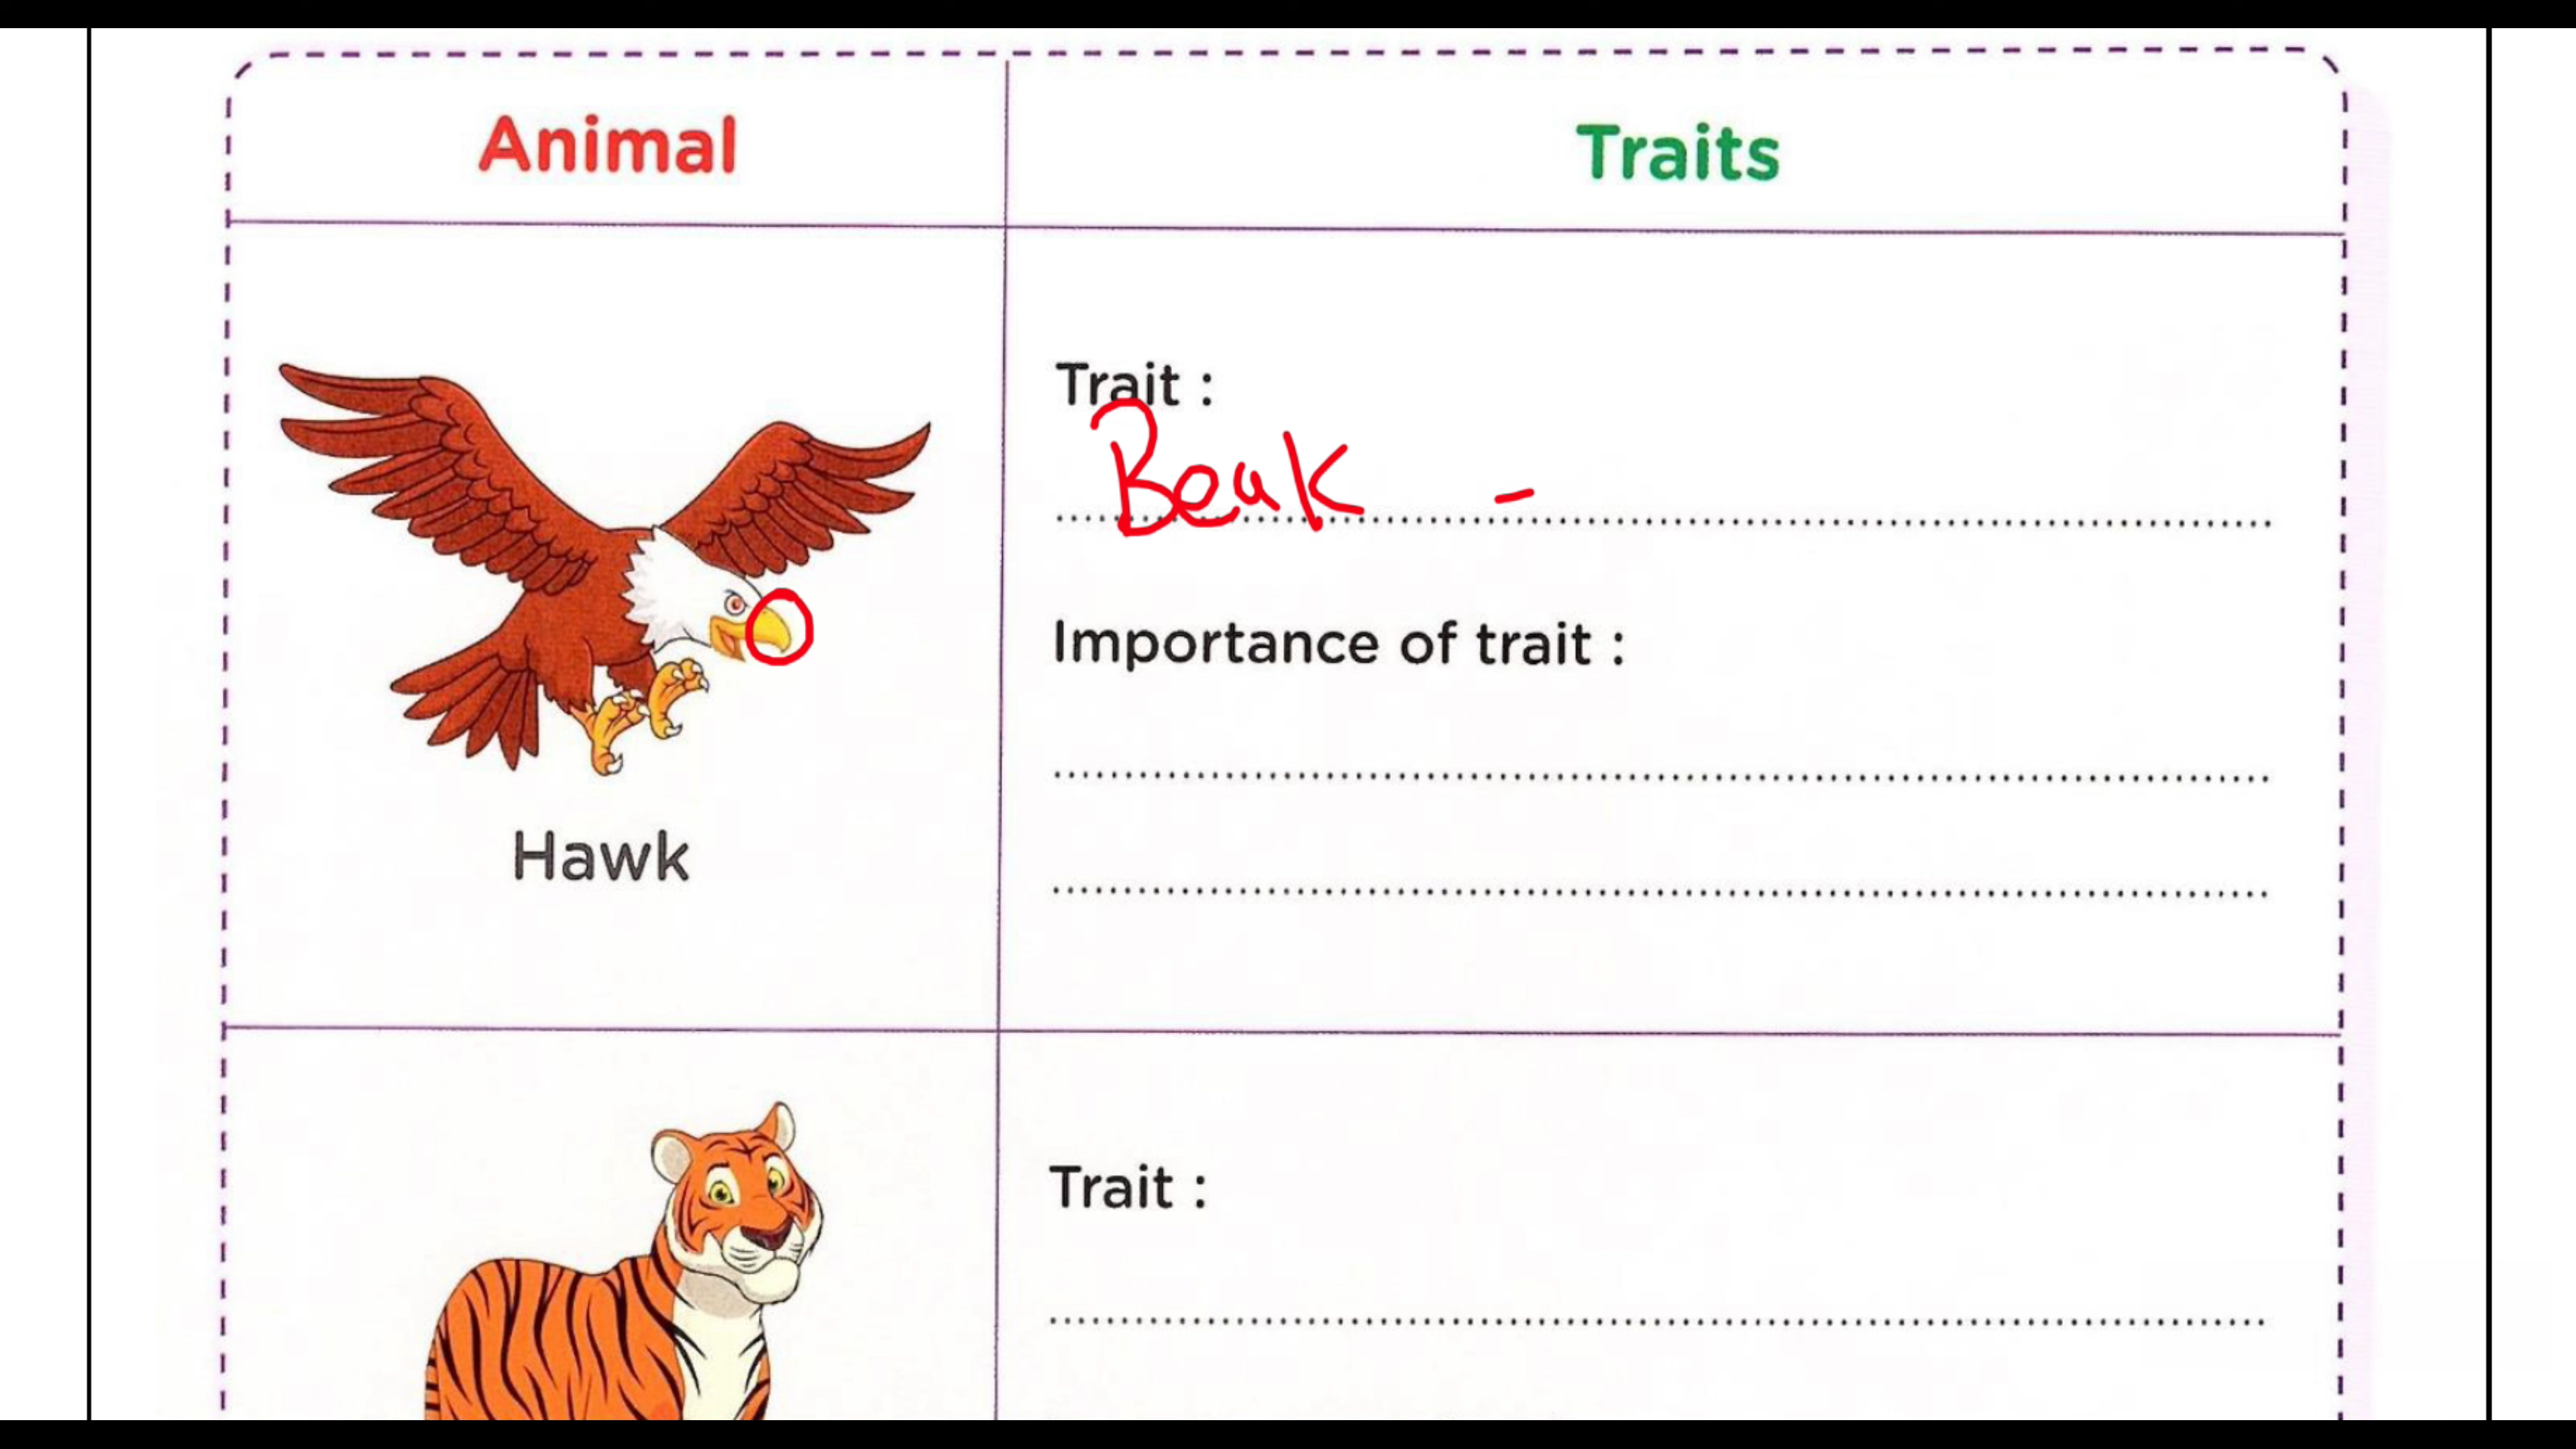 Animal
Traits
Trait :
Beak -
Importance of trait :
Hawk
Trait :